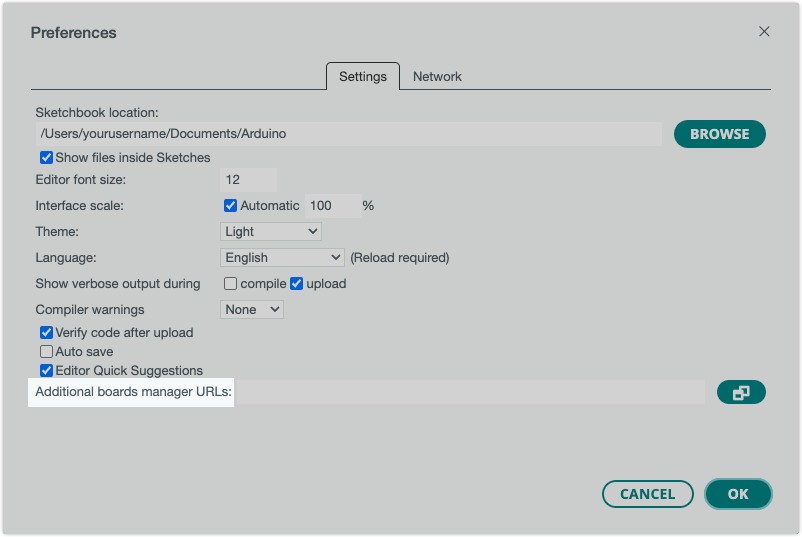 Preferences
Settings Network
Sketchbook location:
/Users/yourusername/Documents/Arduino BROWSE
Show files inside Sketches
Editor font size: 12
Interface scale: Automatic 100 %
Theme: Light
Language: English (Reload required)
Show verbose output during compile upload
Compiler warnings None
Verify code after upload
Auto save
Editor Quick Suggestions
Additional boards manager URLs:
CANCEL OK